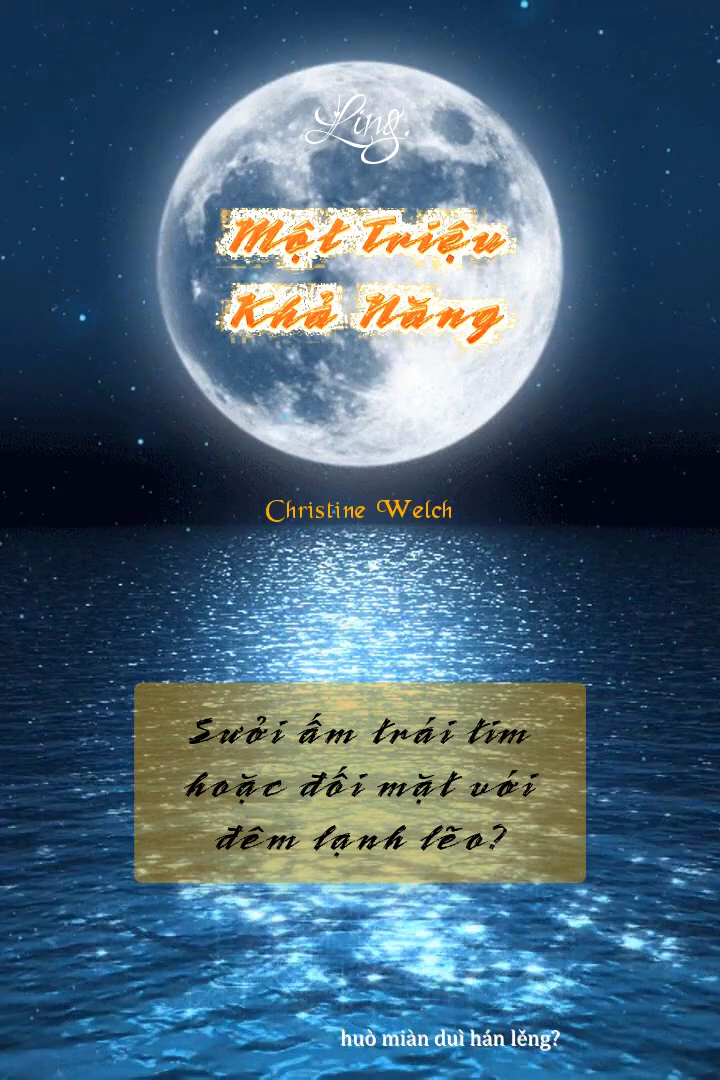 Ling.
Một Triệu
Khả Năng
Christine Welch
Sưởi ấm trái tim
hoặc đối mặt với
đêm lạnh lẽo?
huò miàn duì hán lěng?